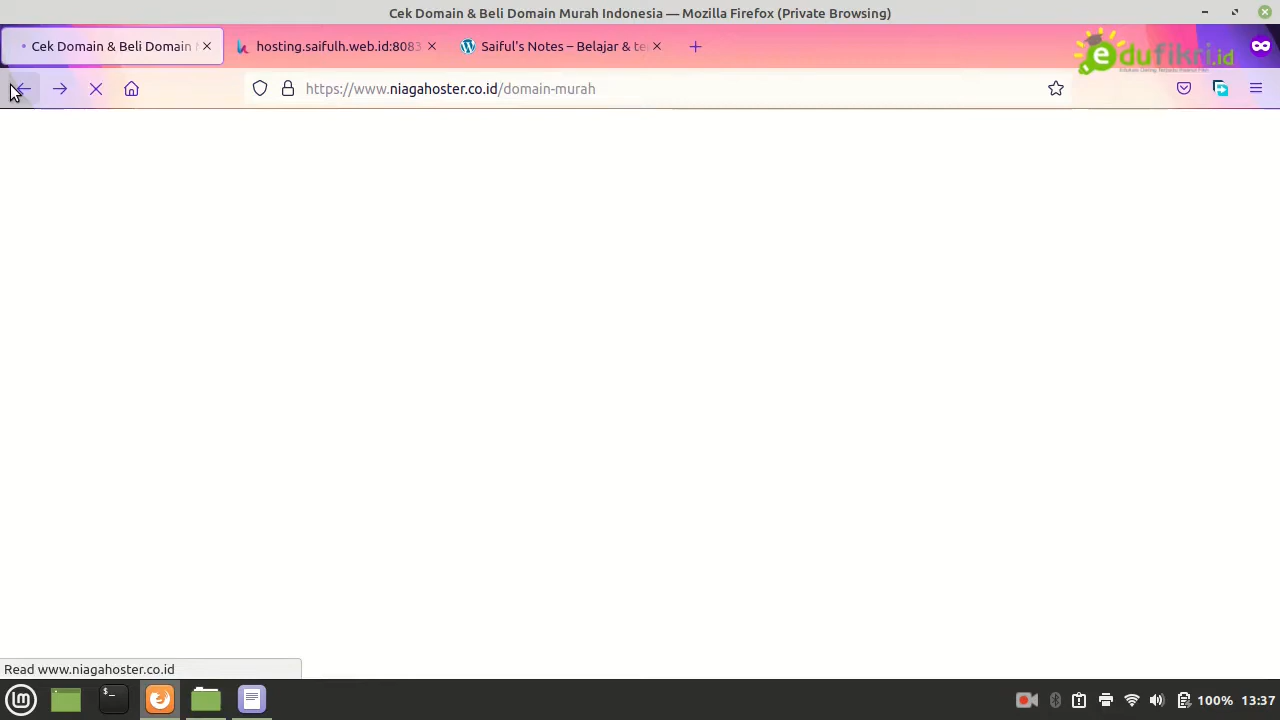 Cek Domain & Beli Domain Murah Indonesia — Mozilla Firefox (Private Browsing)
Cek Domain & Beli Domain
hosting.saifulh.web.id:8083
Saiful's Notes – Belajar & te
edufikri.id
https://www.niagahoster.co.id/domain-murah
Read www.niagahoster.co.id
100%
13:37